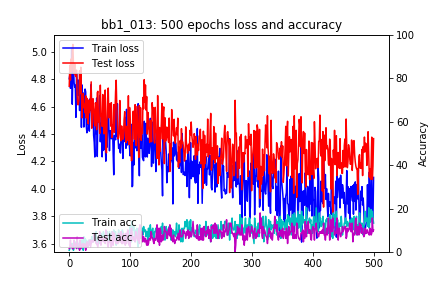 bb1_013: 500 epochs loss and accuracy
Train loss
Test loss
Train acc
Test acc
Loss
5.0
4.8
4.6
4.4
4.2
4.0
3.8
3.6
Accuracy
100
80
60
40
20
0
0
100
200
300
400
500